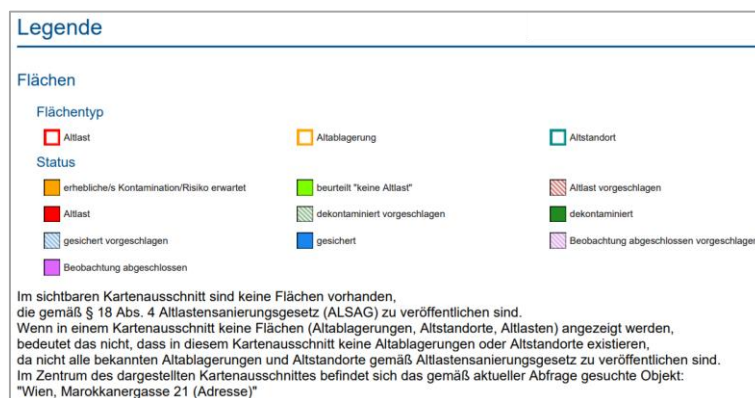 Legende
Flächen
Flächentyp
Altlast
Altablagerung
Altstandort
Status
erhebliche/s Kontamination/Risiko erwartet
beurteilt "keine Altlast"
Altlast vorgeschlagen
Altlast
dekontaminiert vorgeschlagen
dekontaminiert
gesichert vorgeschlagen
gesichert
Beobachtung abgeschlossen vorgeschlagen
Beobachtung abgeschlossen
Im sichtbaren Kartenausschnitt sind keine Flächen vorhanden,
die gemäß § 18 Abs. 4 Altlastensanierungsgesetz (ALSAG) zu veröffentlichen sind.
Wenn in einem Kartenausschnitt keine Flächen (Altablagerungen, Altstandorte, Altlasten) angezeigt werden,
bedeutet das nicht, dass in diesem Kartenausschnitt keine Altablagerungen oder Altstandorte existieren,
da nicht alle bekannten Altablagerungen und Altstandorte gemäß Altlastensanierungsgesetz zu veröffentlichen sind.
Im Zentrum des dargestellten Kartenausschnittes befindet sich das gemäß aktueller Abfrage gesuchte Objekt:
"Wien, Marokkanergasse 21 (Adresse)"